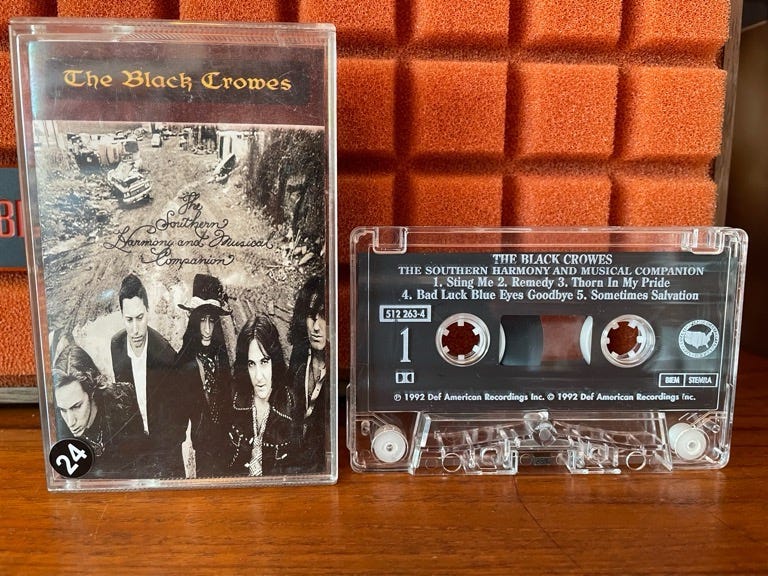 The Black Crowes
The
Southern
Harmony and Musical
Companion
24
THE BLACK CROWES
THE SOUTHERN HARMONY AND MUSICAL COMPANION
1. Sting Me 2. Remedy 3. Thorn In My Pride
4. Bad Luck Blue Eyes Goodbye 5. Sometimes Salvation
512 263-4
1
BIEM STEMRA
℗ 1992 Def American Recordings Inc. © 1992 Def American Recordings Inc.